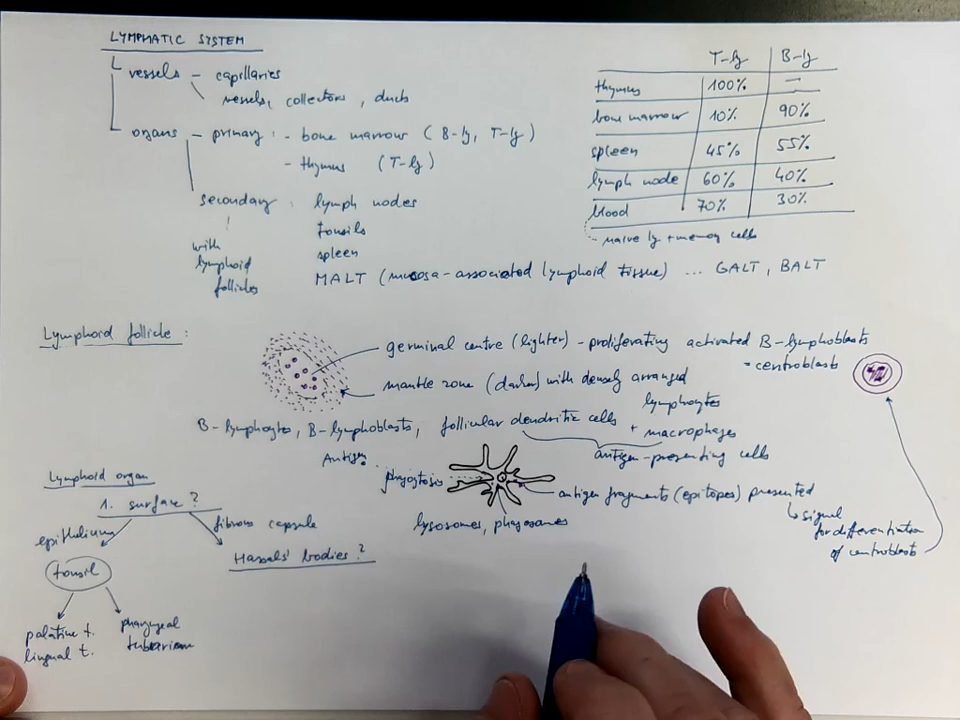 LYMPHATIC SYSTEM
vessels - capillaries
vessels, collectors, ducts
organs - primary: - bone marrow (B-ly, T-ly)
- thymus (T-ly)
secondary: lymph nodes
tonsils
spleen
MALT (mucosa-associated lymphoid tissue) ... GALT, BALT
with
lymphoid
follicles
T-ly B-ly
thymus 100% -
bone marrow 10% 90%
spleen 45% 55%
lymph node 60% 40%
blood 70% 30%
naive ly + memory cells
Lymphoid follicle:
germinal centre (lighter) - proliferating activated B-lymphoblasts
= centroblasts
mantle zone (darker) with densely arranged
lymphocytes
B-lymphocytes, B-lymphoblasts, follicular dendritic cells + macrophages
antigen-presenting cells
Antigen
phagocytosis
antigen fragments (epitopes) presented
signal
for differentiation
of centroblasts
lysosomes, phagosomes
Lymphoid organ
1. surface?
epithelium
fibrous capsule
tonsil
Hassals' bodies?
palatine t.
lingual t.
pharyngeal